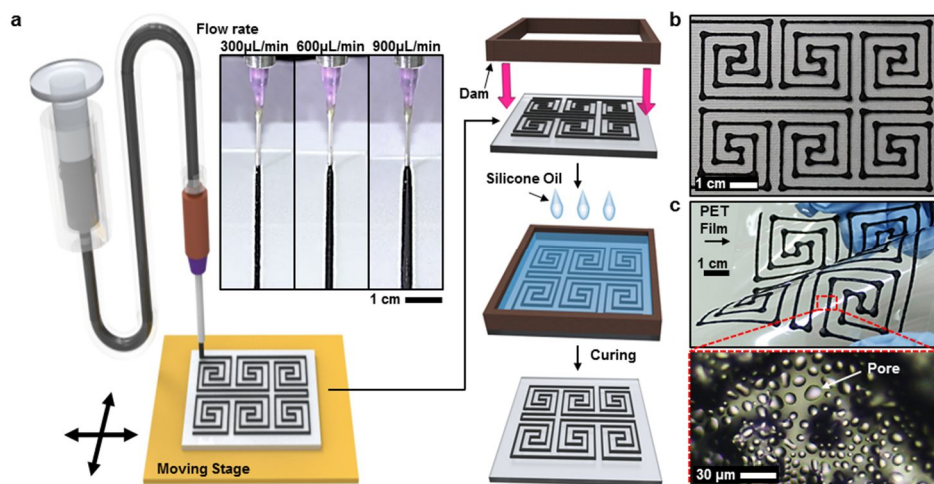 a
Flow rate
300µL/min 600µL/min 900µL/min
1 cm
Moving Stage
Dam
Silicone Oil
Curing
b
1 cm
c
PET
Film
1 cm
Pore
30 µm